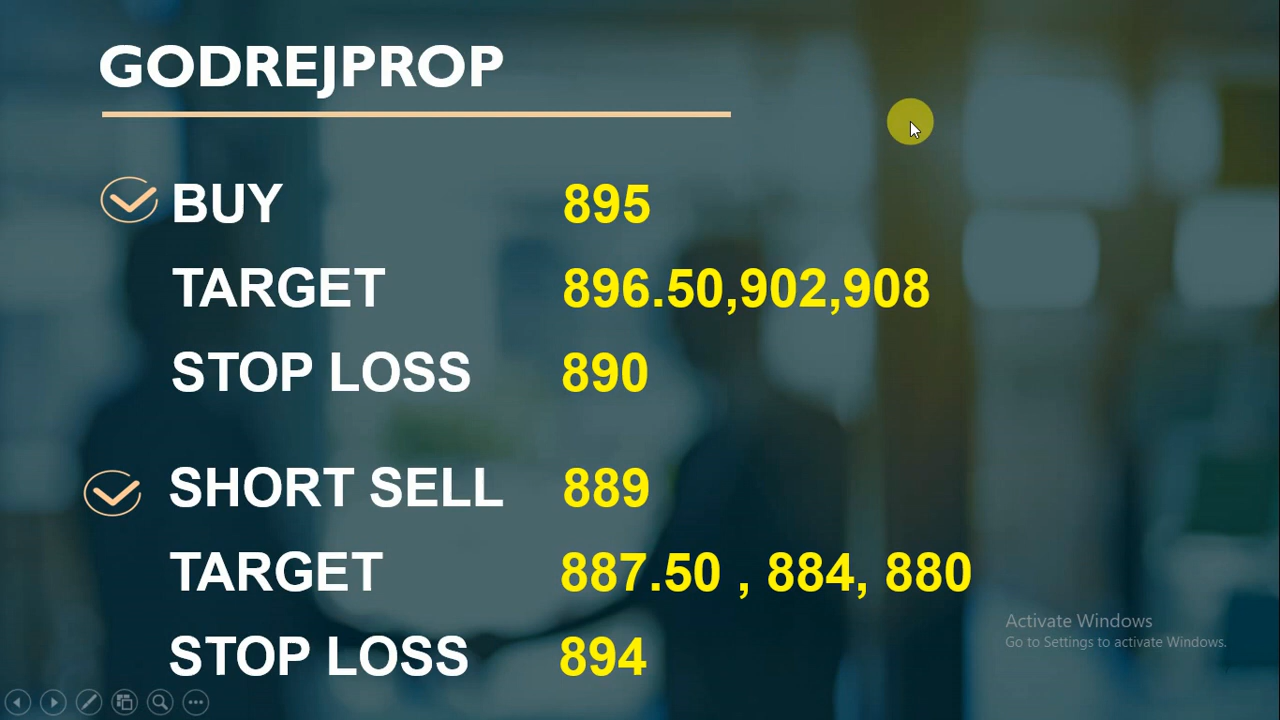 GODREJPROP
BUY 895
TARGET 896.50,902,908
STOP LOSS 890
SHORT SELL 889
TARGET 887.50 , 884, 880
STOP LOSS 894
Activate Windows
Go to Settings to activate Windows.